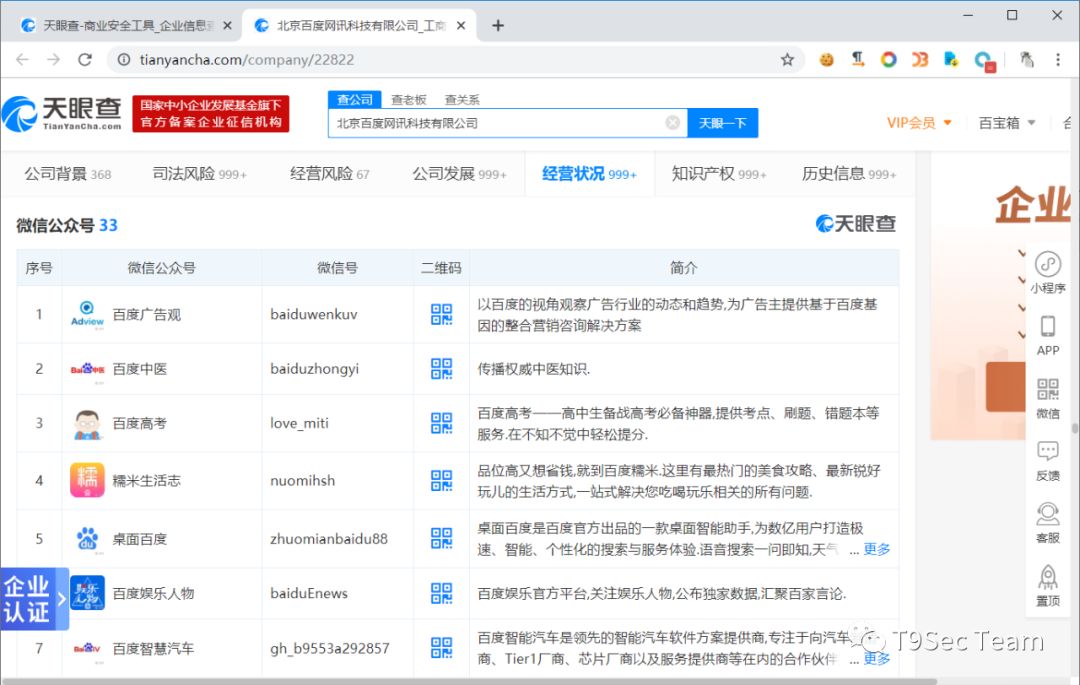 天眼查-商业安全工具_企业信息
北京百度网讯科技有限公司_工商
tianyancha.com/company/22822
天眼查
TianYanCha.com
国家中小企业发展基金旗下
官方备案企业征信机构
查公司 查老板 查关系
北京百度网讯科技有限公司
天眼一下
VIP会员 百宝箱
公司背景 368 司法风险 999+ 经营风险 67 公司发展 999+ 经营状况 999+ 知识产权 999+ 历史信息 999+
微信公众号 33
天眼查
企业
序号 微信公众号 微信号 二维码 简介
1 Adview 百度广告观 baiduwenkuv 以百度的视角观察广告行业的动态和趋势,为广告主提供基于百度基
因的整合营销咨询解决方案
2 Bai中医 百度中医 baiduzhongyi 传播权威中医知识.
3 百度高考 love_miti 百度高考——高中生备战高考必备神器,提供考点、刷题、错题本等
服务.在不知不觉中轻松提分.
4 糯 糯米生活志 nuomihsh 品位高又想省钱,就到百度糯米.这里有最热门的美食攻略、最新锐好
玩儿的生活方式,一站式解决您吃喝玩乐相关的所有问题.
5 du 桌面百度 zhuomianbaidu88 桌面百度是百度官方出品的一款桌面智能助手,为数亿用户打造极
速、智能、个性化的搜索与服务体验.语音搜索一问即知,天气 ... 更多
娱乐人物 百度娱乐人物 baiduEnews 百度娱乐官方平台,关注娱乐人物,公布独家数据,汇聚百家言论.
7 百度智慧汽车 gh_b9553a292857 百度智能汽车是领先的智能汽车软件方案提供商,专注于向汽车
商、Tier1厂商、芯片厂商以及服务提供商等在内的合作伙伴 ... 更多
企业
认证
小程序
APP
微信
反馈
客服
置顶
T9Sec Team